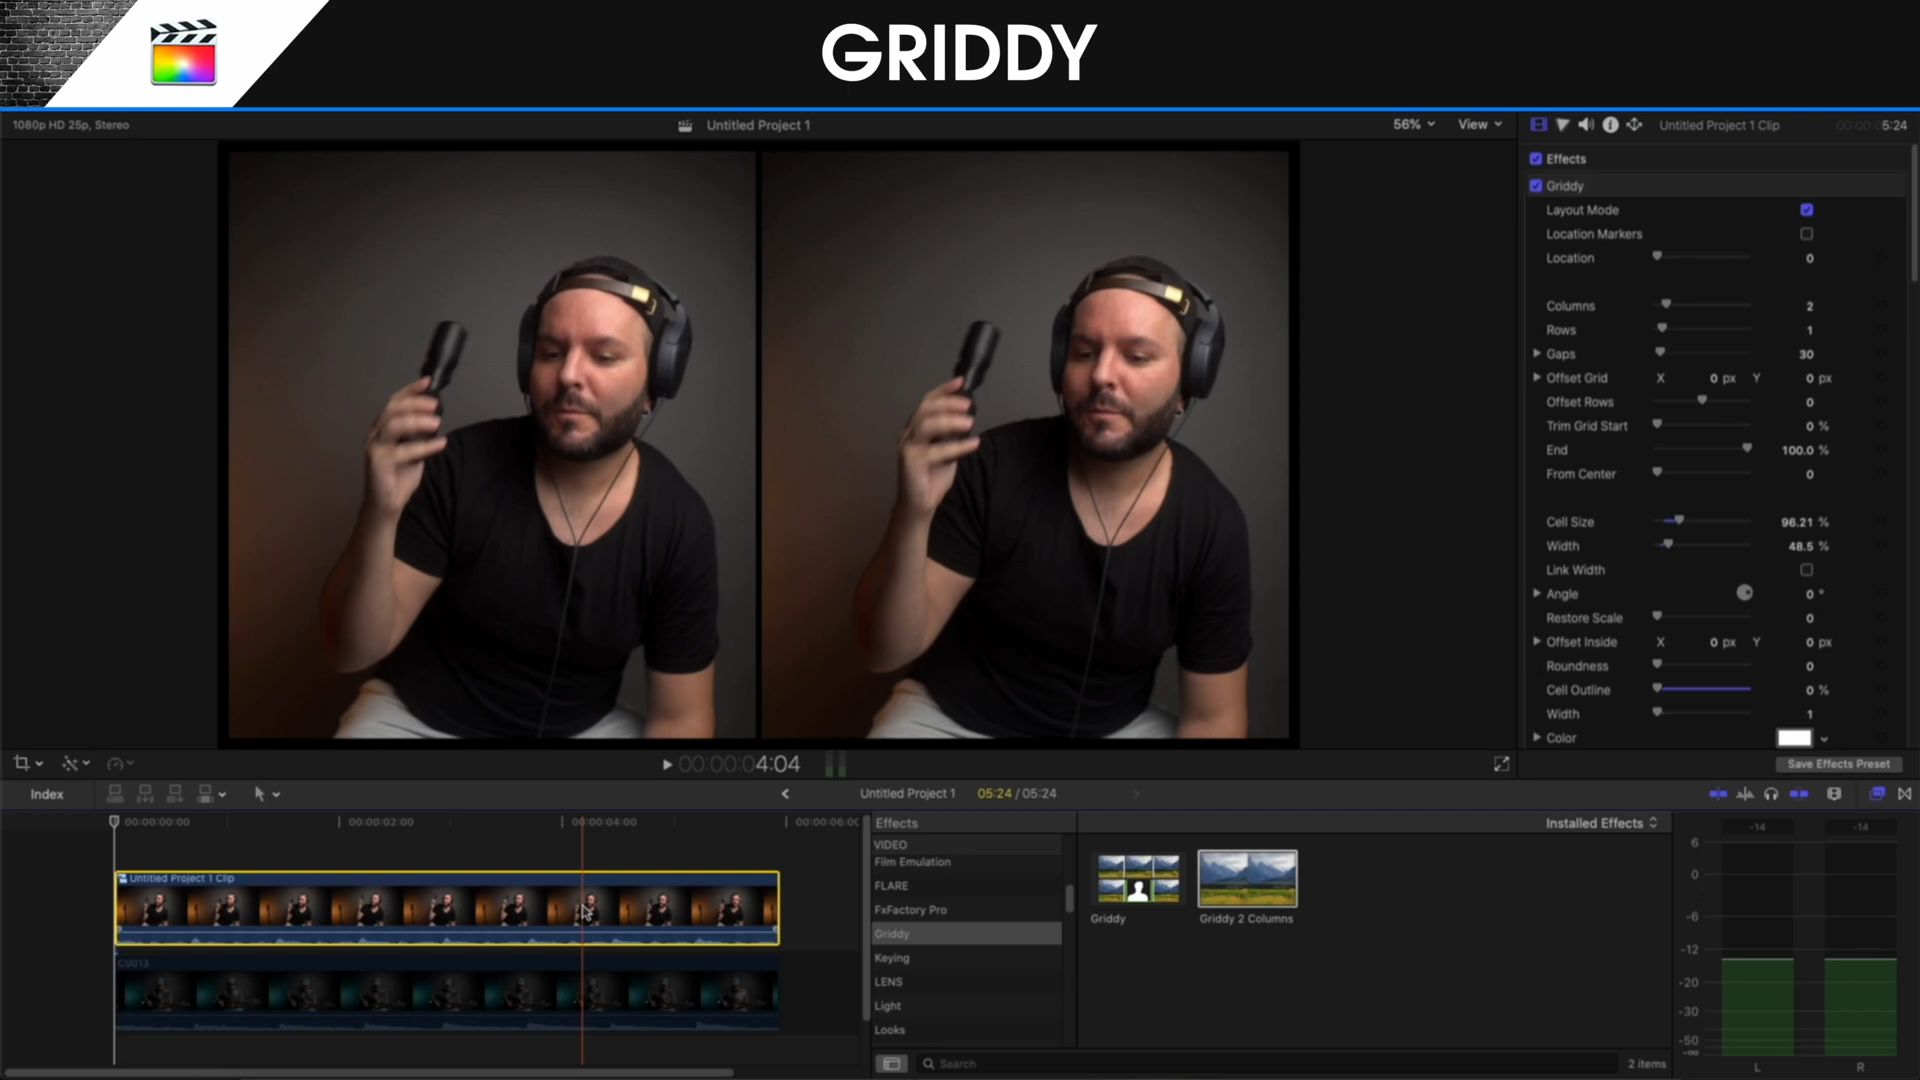 GRIDDY
1080p HD 25p, Stereo
Untitled Project 1
56%
View
Untitled Project 1 Clip
00:00:05:24
Effects
Griddy
Layout Mode
Location Markers
Location 0
Columns 2
Rows 1
Gaps 30
Offset Grid X 0 px Y 0 px
Offset Rows 0
Trim Grid Start 0 %
End 100.0 %
From Center 0
Cell Size 96.21 %
Width 48.5 %
Link Width
Angle 0 °
Restore Scale 0
Offset Inside X 0 px Y 0 px
Roundness 0
Cell Outline 0 %
Width 1
Color
00:00:04:04
Save Effects Preset
Index
Untitled Project 1
05:24 / 05:24
00:00:00:00
00:00:02:00
00:00:04:00
Untitled Project 1 Clip
C0013
Effects
VIDEO
Film Emulation
FLARE
FxFactory Pro
Griddy
Keying
LENS
Light
Looks
Installed Effects
Griddy
Griddy 2 Columns
Search
2 items
-14 -14
6
0
-6
-12
-20
-30
-50
-∞
L R